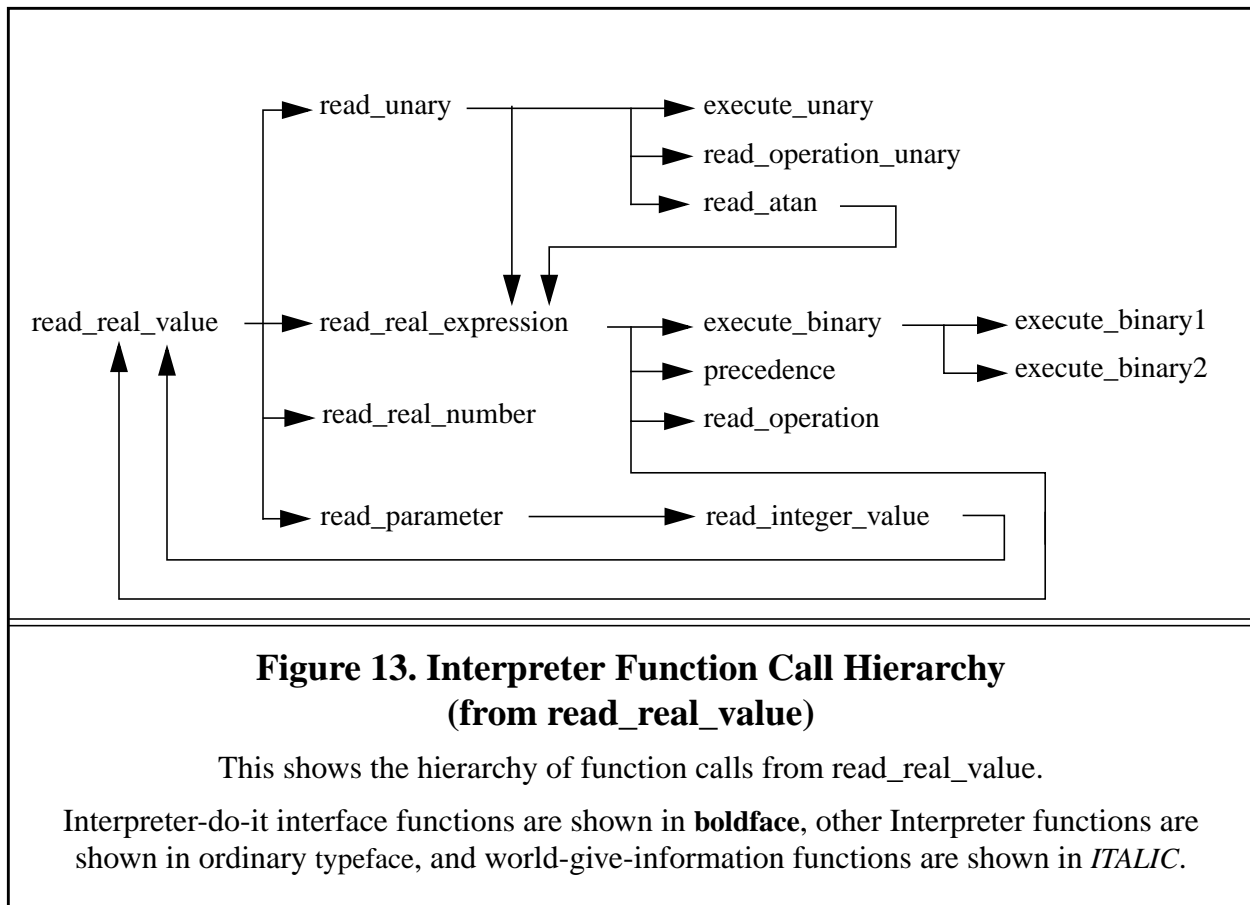 read_unary execute_unary
read_operation_unary
read_atan
read_real_value read_real_expression execute_binary execute_binary1
precedence execute_binary2
read_real_number read_operation
read_parameter read_integer_value
Figure 13. Interpreter Function Call Hierarchy
(from read_real_value)
This shows the hierarchy of function calls from read_real_value.
Interpreter-do-it interface functions are shown in boldface, other Interpreter functions are
shown in ordinary typeface, and world-give-information functions are shown in ITALIC.